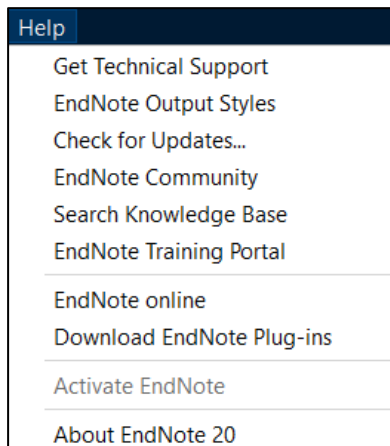 Help
Get Technical Support
EndNote Output Styles
Check for Updates...
EndNote Community
Search Knowledge Base
EndNote Training Portal
EndNote online
Download EndNote Plug-ins
Activate EndNote
About EndNote 20